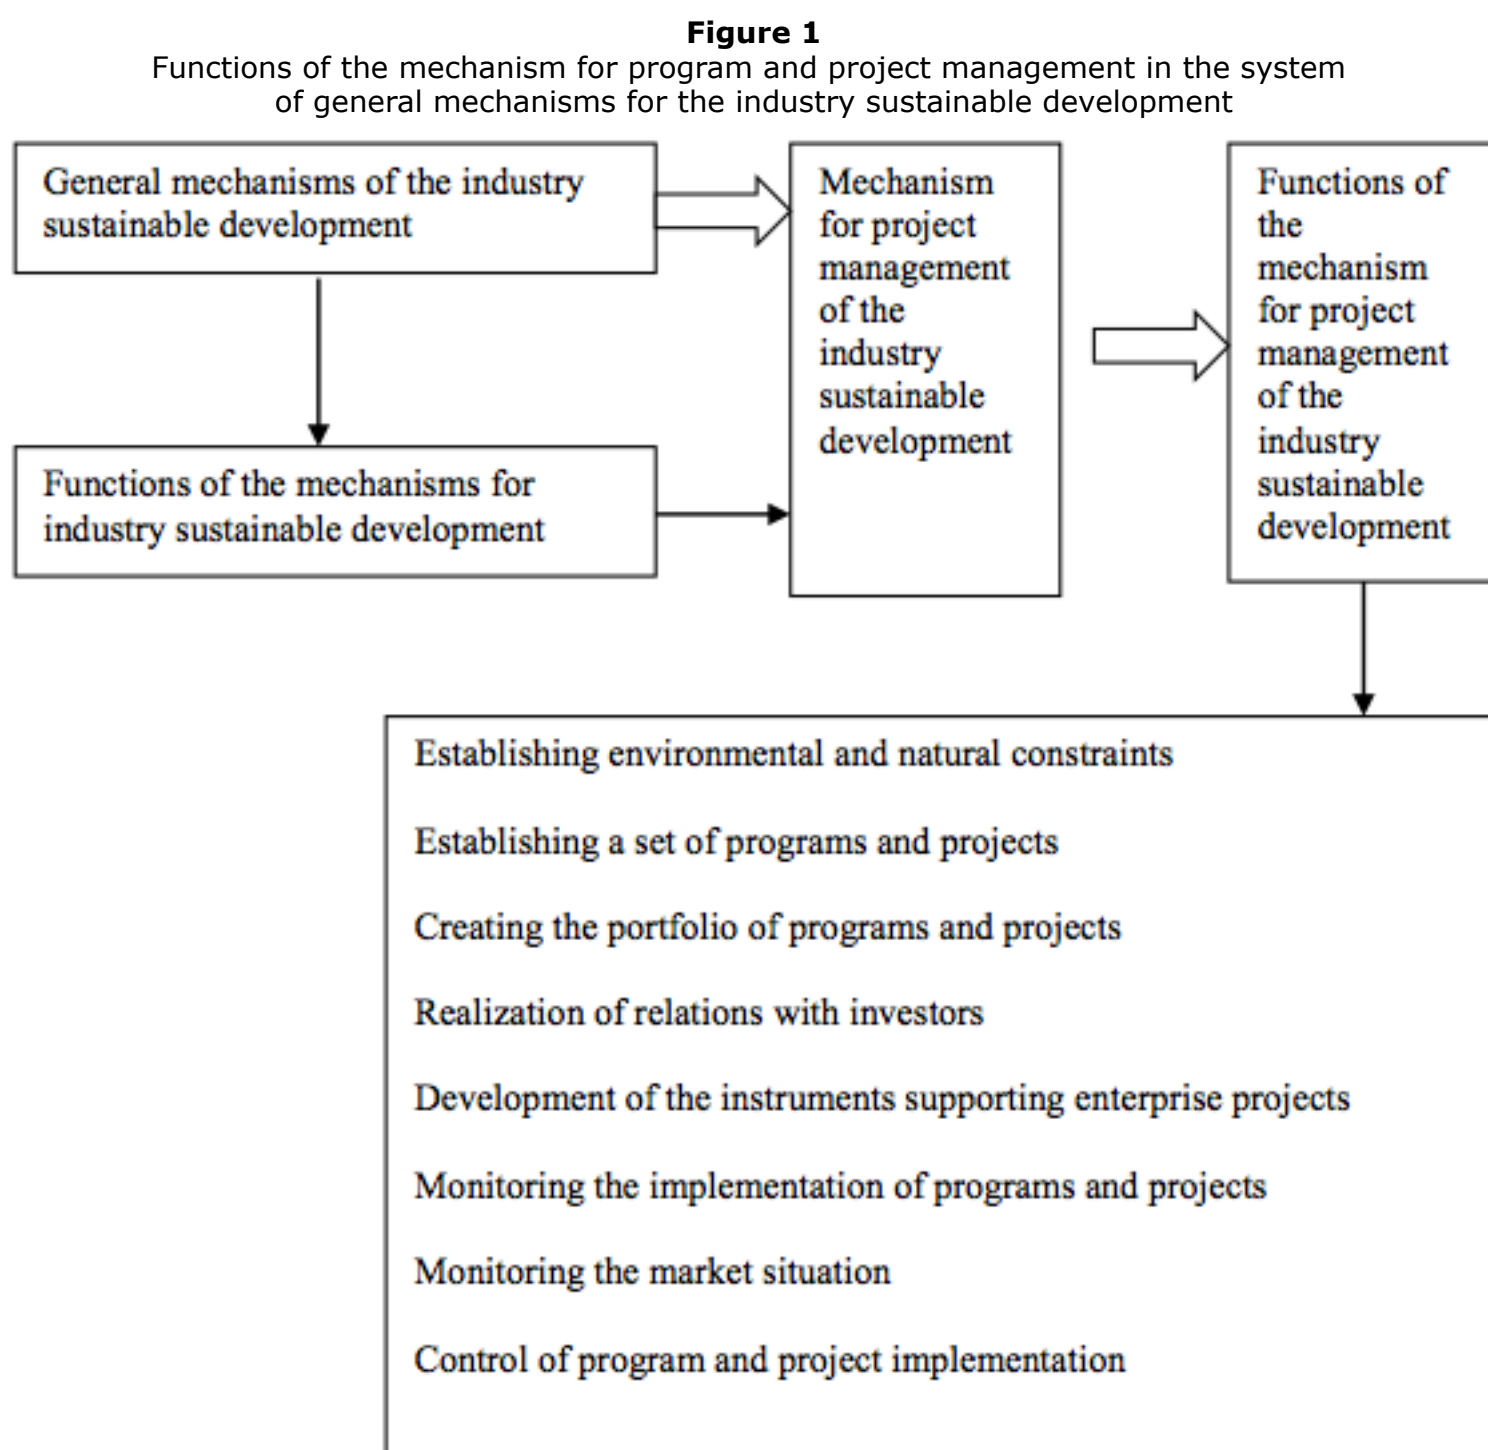 Figure 1
Functions of the mechanism for program and project management in the system
of general mechanisms for the industry sustainable development
General mechanisms of the industry
sustainable development
Functions of the mechanisms for
industry sustainable development
Mechanism
for project
management
of the
industry
sustainable
development
Functions of
the
mechanism
for project
management
of the
industry
sustainable
development
Establishing environmental and natural constraints
Establishing a set of programs and projects
Creating the portfolio of programs and projects
Realization of relations with investors
Development of the instruments supporting enterprise projects
Monitoring the implementation of programs and projects
Monitoring the market situation
Control of program and project implementation